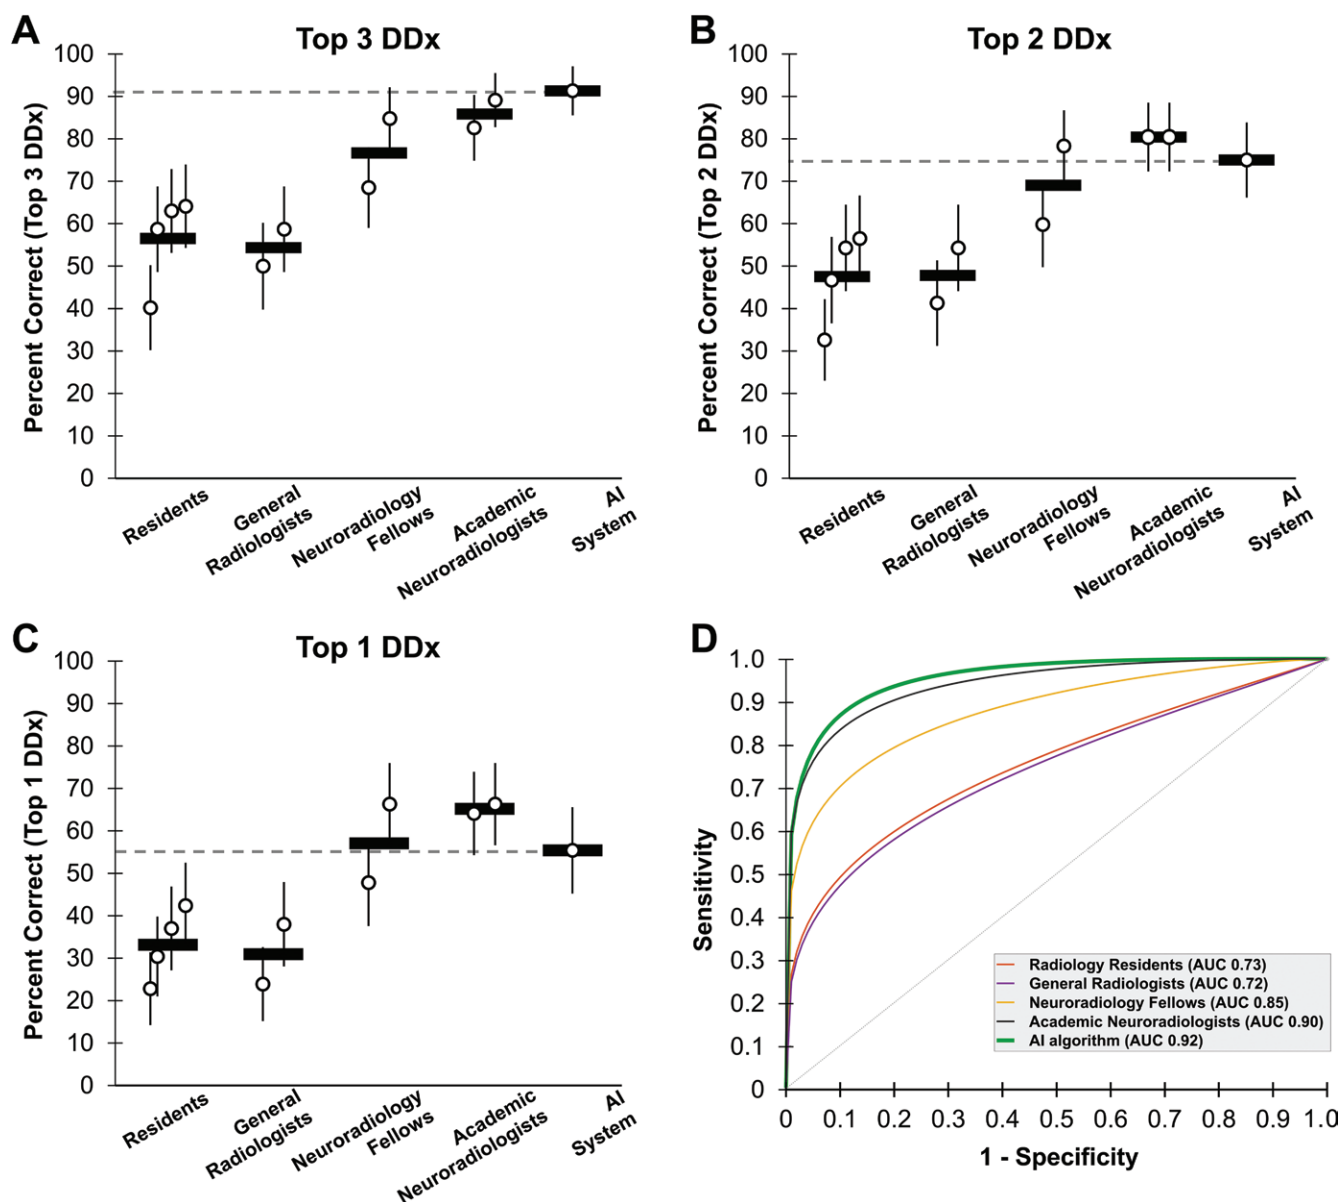 A
Top 3 DDx
Percent Correct (Top 3 DDx)
100
90
80
70
60
50
40
30
20
10
0
Residents
General
Radiologists
Neuroradiology
Fellows
Academic
Neuroradiologists
AI
System
B
Top 2 DDx
Percent Correct (Top 2 DDx)
100
90
80
70
60
50
40
30
20
10
0
Residents
General
Radiologists
Neuroradiology
Fellows
Academic
Neuroradiologists
AI
System
C
Top 1 DDx
Percent Correct (Top 1 DDx)
100
90
80
70
60
50
40
30
20
10
0
Residents
General
Radiologists
Neuroradiology
Fellows
Academic
Neuroradiologists
AI
System
D
Sensitivity
1.0
0.9
0.8
0.7
0.6
0.5
0.4
0.3
0.2
0.1
0
Radiology Residents (AUC 0.73)
General Radiologists (AUC 0.72)
Neuroradiology Fellows (AUC 0.85)
Academic Neuroradiologists (AUC 0.90)
AI algorithm (AUC 0.92)
0 0.1 0.2 0.3 0.4 0.5 0.6 0.7 0.8 0.9 1.0
1 - Specificity